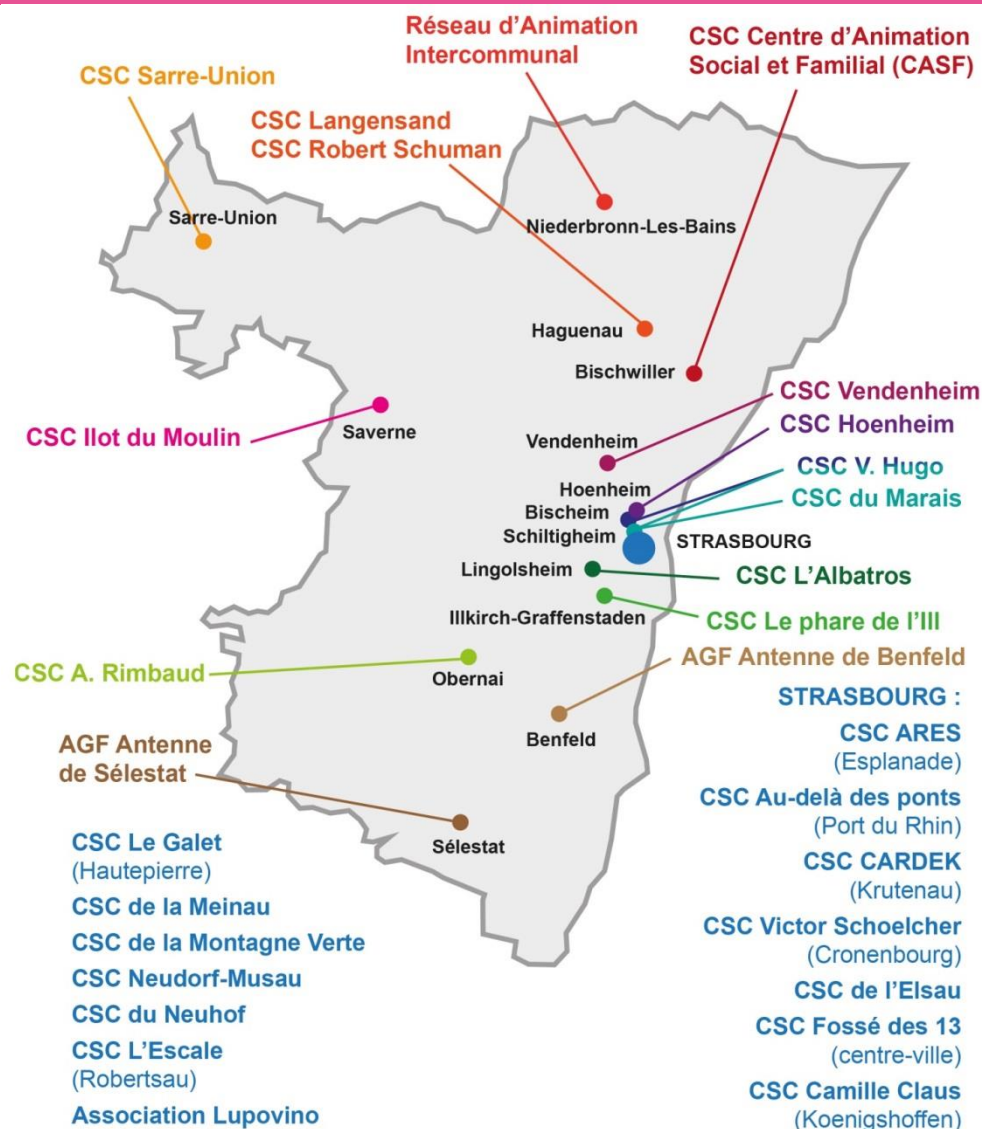 Réseau d’Animation
Intercommunal
CSC Centre d’Animation
Social et Familial (CASF)
CSC Sarre-Union
CSC Langensand
CSC Robert Schuman
Sarre-Union
Niederbronn-Les-Bains
Haguenau
Bischwiller
CSC Vendenheim
CSC Ilot du Moulin
Saverne
CSC Hoenheim
Vendenheim
CSC V. Hugo
Hoenheim
CSC du Marais
Bischeim
Schiltigheim
STRASBOURG
Lingolsheim
CSC L’Albatros
Illkirch-Graffenstaden
CSC Le phare de l’Ill
CSC A. Rimbaud
Obernai
AGF Antenne de Benfeld
Benfeld
AGF Antenne
de Sélestat
Sélestat
STRASBOURG :
CSC ARES
(Esplanade)
CSC Au-delà des ponts
(Port du Rhin)
CSC CARDEK
(Krutenau)
CSC Victor Schoelcher
(Cronenbourg)
CSC de l’Elsau
CSC Fossé des 13
(centre-ville)
CSC Camille Claus
(Koenigshoffen)
CSC Le Galet
(Hautepierre)
CSC de la Meinau
CSC de la Montagne Verte
CSC Neudorf-Musau
CSC du Neuhof
CSC L’Escale
(Robertsau)
Association Lupovino